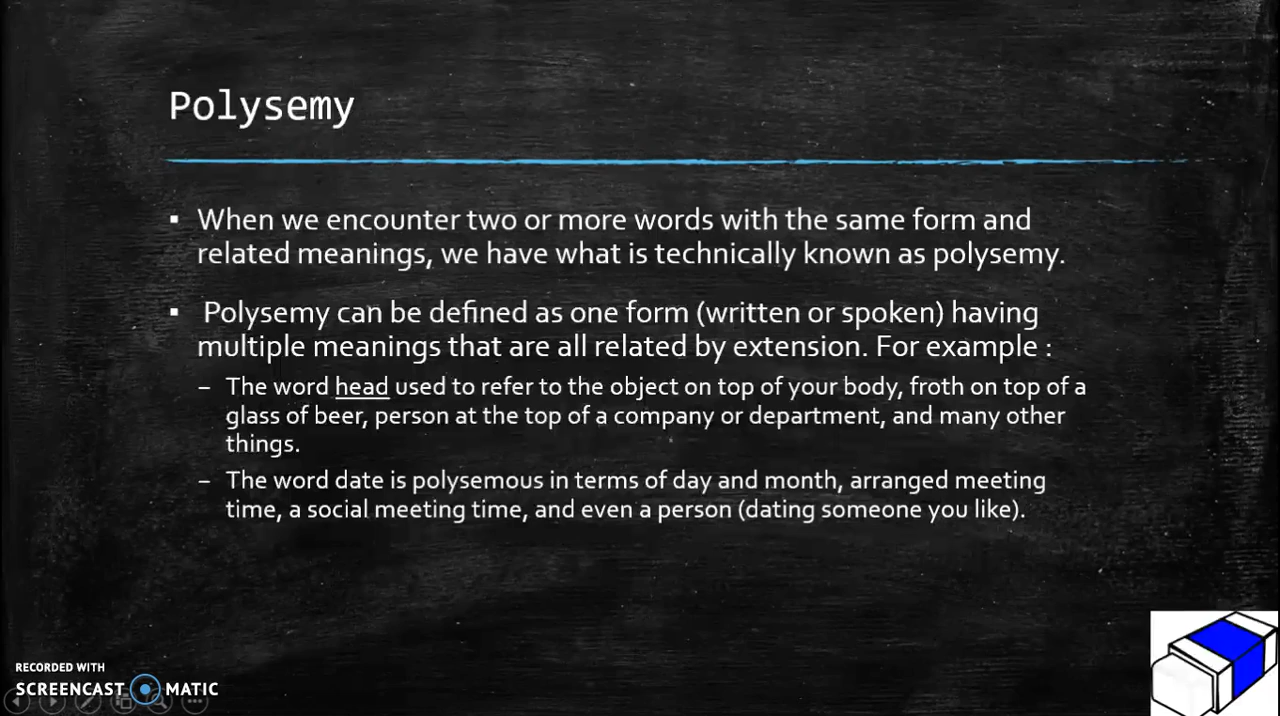 Polysemy
▪ When we encounter two or more words with the same form and
related meanings, we have what is technically known as polysemy.
▪ Polysemy can be defined as one form (written or spoken) having
multiple meanings that are all related by extension. For example :
– The word head used to refer to the object on top of your body, froth on top of a
glass of beer, person at the top of a company or department, and many other
things.
– The word date is polysemous in terms of day and month, arranged meeting
time, a social meeting time, and even a person (dating someone you like).
RECORDED WITH
SCREENCAST MATIC